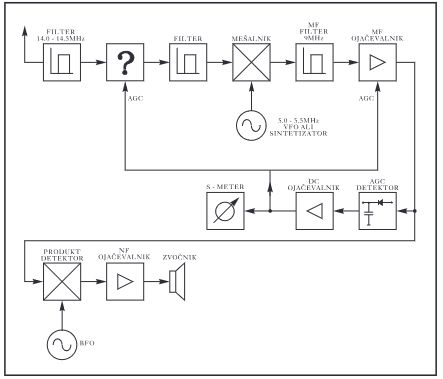 FILTER
14.0 - 14.5MHz
?
FILTER
MEŠALNIK
MF
FILTER
9MHz
MF
OJAČEVALNIK
AGC
AGC
5.0 - 5.5MHz
VFO ALI
SINTETIZATOR
S - METER
DC
OJAČEVALNIK
AGC
DETEKTOR
PRODUKT
DETEKTOR
NF
OJAČEVALNIK
ZVOČNIK
BFO